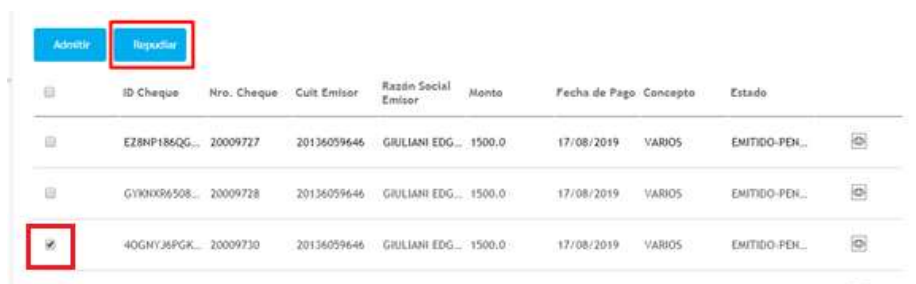 Admitir Repudiar
ID Cheque Nro. Cheque Cuit Emisor Razón Social Emisor Monto Fecha de Pago Concepto Estado
EZ8NP186QG... 20009727 20136059646 GIULIANI EDG... 1500.0 17/08/2019 VARIOS EMITIDO-PEN...
GYKNXR6508... 20009728 20136059646 GIULIANI EDG... 1500.0 17/08/2019 VARIOS EMITIDO-PEN...
4OGNYJ6PGK... 20009730 20136059646 GIULIANI EDG... 1500.0 17/08/2019 VARIOS EMITIDO-PEN...